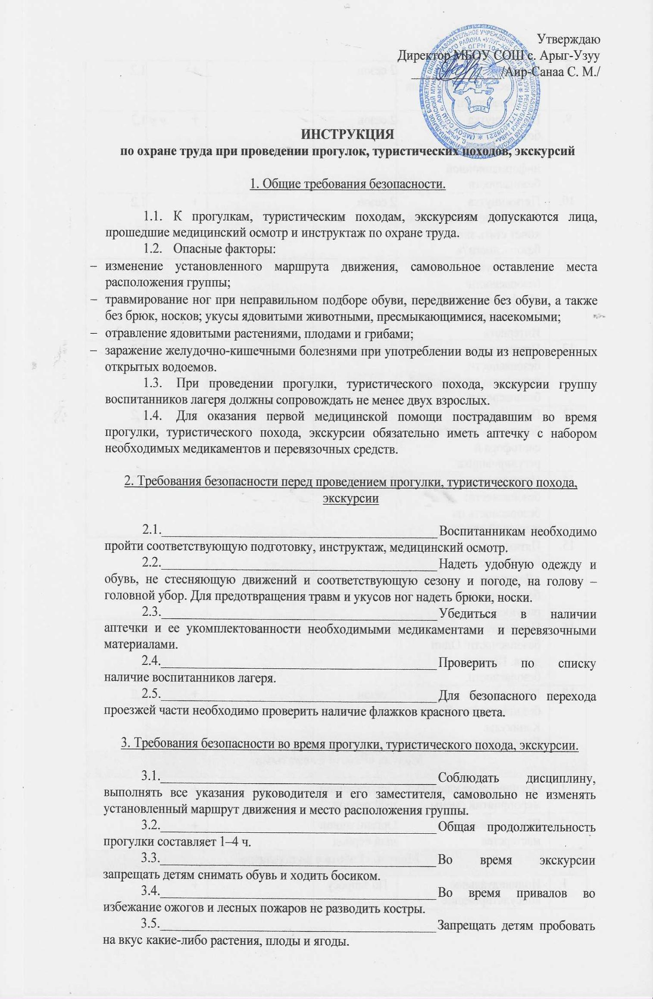 Утверждаю
Директор МБОУ СОШ с. Арыг-Узуу
/Аир-Санаа С. М./
ТЫВА
ИНСТРУКЦИЯ
по охране труда при проведении прогулок, туристических походов, экскурсий
1. Общие требования безопасности.
1.1. К прогулкам, туристическим походам, экскурсиям допускаются лица,
прошедшие медицинский осмотр и инструктаж по охране труда.
1.2. Опасные факторы:
– изменение установленного маршрута движения, самовольное оставление места
расположения группы;
– травмирование ног при неправильном подборе обуви, передвижение без обуви, а также
без брюк, носков; укусы ядовитыми животными, пресмыкающимися, насекомыми;
– отравление ядовитыми растениями, плодами и грибами;
– заражение желудочно-кишечными болезнями при употреблении воды из непроверенных
открытых водоемов.
1.3. При проведении прогулки, туристического похода, экскурсии группу
воспитанников лагеря должны сопровождать не менее двух взрослых.
1.4. Для оказания первой медицинской помощи пострадавшим во время
прогулки, туристического похода, экскурсии обязательно иметь аптечку с набором
необходимых медикаментов и перевязочных средств.
2. Требования безопасности перед проведением прогулки, туристического похода,
экскурсии
2.1.________________________________________Воспитанникам необходимо
пройти соответствующую подготовку, инструктаж, медицинский осмотр.
2.2.________________________________________Надеть удобную одежду и
обувь, не стесняющую движений и соответствующую сезону и погоде, на голову –
головной убор. Для предотвращения травм и укусов ног надеть брюки, носки.
2.3.________________________________________Убедиться в наличии
аптечки и ее укомплектованности необходимыми медикаментами и перевязочными
материалами.
2.4.________________________________________Проверить по списку
наличие воспитанников лагеря.
2.5.________________________________________Для безопасного перехода
проезжей части необходимо проверить наличие флажков красного цвета.
3. Требования безопасности во время прогулки, туристического похода, экскурсии.
3.1.________________________________________Соблюдать дисциплину,
выполнять все указания руководителя и его заместителя, самовольно не изменять
установленный маршрут движения и место расположения группы.
3.2.________________________________________Общая продолжительность
прогулки составляет 1–4 ч.
3.3.________________________________________Во время экскурсии
запрещать детям снимать обувь и ходить босиком.
3.4.________________________________________Во время привалов во
избежание ожогов и лесных пожаров не разводить костры.
3.5.________________________________________Запрещать детям пробовать
на вкус какие-либо растения, плоды и ягоды.